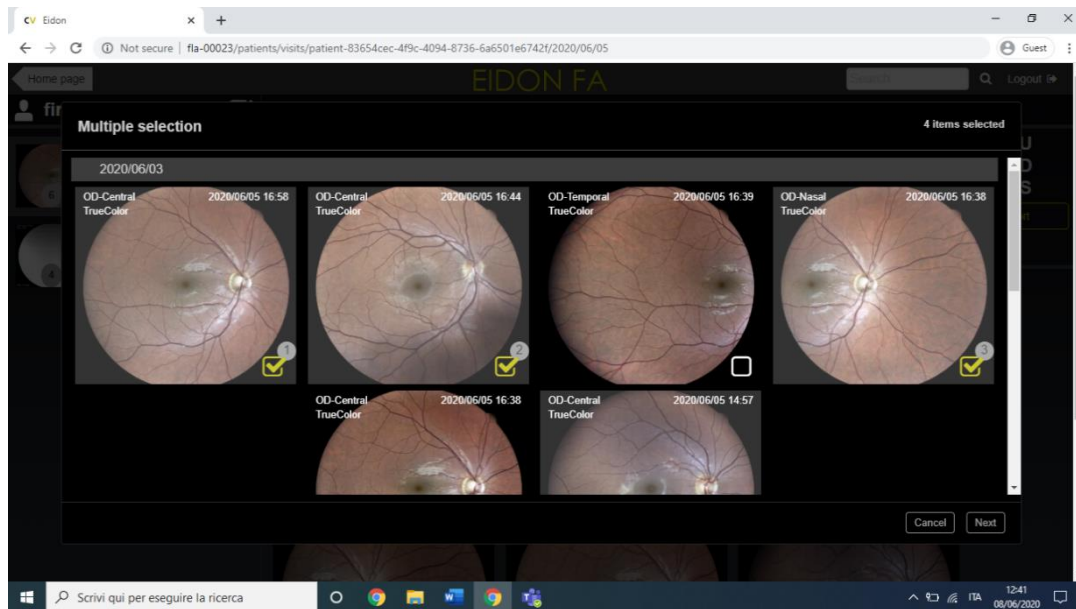 CV Eidon
Not secure | fla-00023/patients/visits/patient-83654cec-4f9c-4094-8736-6a6501e6742f/2020/06/05
Guest
Home page
EIDON FA
Search
Logout
fir
Multiple selection
4 items selected
2020/06/03
OD-Central 2020/06/05 16:58
TrueColor
1
OD-Central 2020/06/05 16:44
TrueColor
2
OD-Temporal 2020/06/05 16:39
TrueColor
OD-Nasal 2020/06/05 16:38
TrueColor
3
OD-Central 2020/06/05 16:38
TrueColor
OD-Central 2020/06/05 14:57
TrueColor
6
4
U
D
S
Cancel
Next
Scrivi qui per eseguire la ricerca
ITA
12:41
08/06/2020